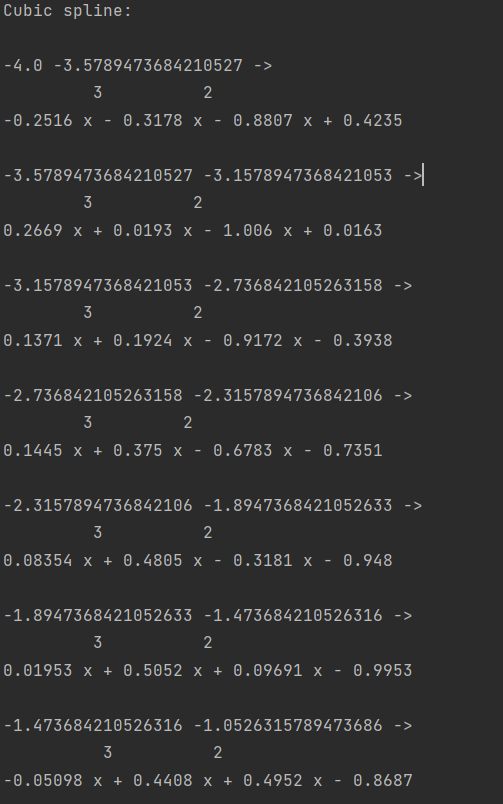 Cubic spline:
-4.0 -3.5789473684210527 ->
3 2
-0.2516 x - 0.3178 x - 0.8807 x + 0.4235
-3.5789473684210527 -3.1578947368421053 ->
3 2
0.2669 x + 0.0193 x - 1.006 x + 0.0163
-3.1578947368421053 -2.736842105263158 ->
3 2
0.1371 x + 0.1924 x - 0.9172 x - 0.3938
-2.736842105263158 -2.3157894736842106 ->
3 2
0.1445 x + 0.375 x - 0.6783 x - 0.7351
-2.3157894736842106 -1.8947368421052633 ->
3 2
0.08354 x + 0.4805 x - 0.3181 x - 0.948
-1.8947368421052633 -1.473684210526316 ->
3 2
0.01953 x + 0.5052 x + 0.09691 x - 0.9953
-1.473684210526316 -1.0526315789473686 ->
3 2
-0.05098 x + 0.4408 x + 0.4952 x - 0.8687